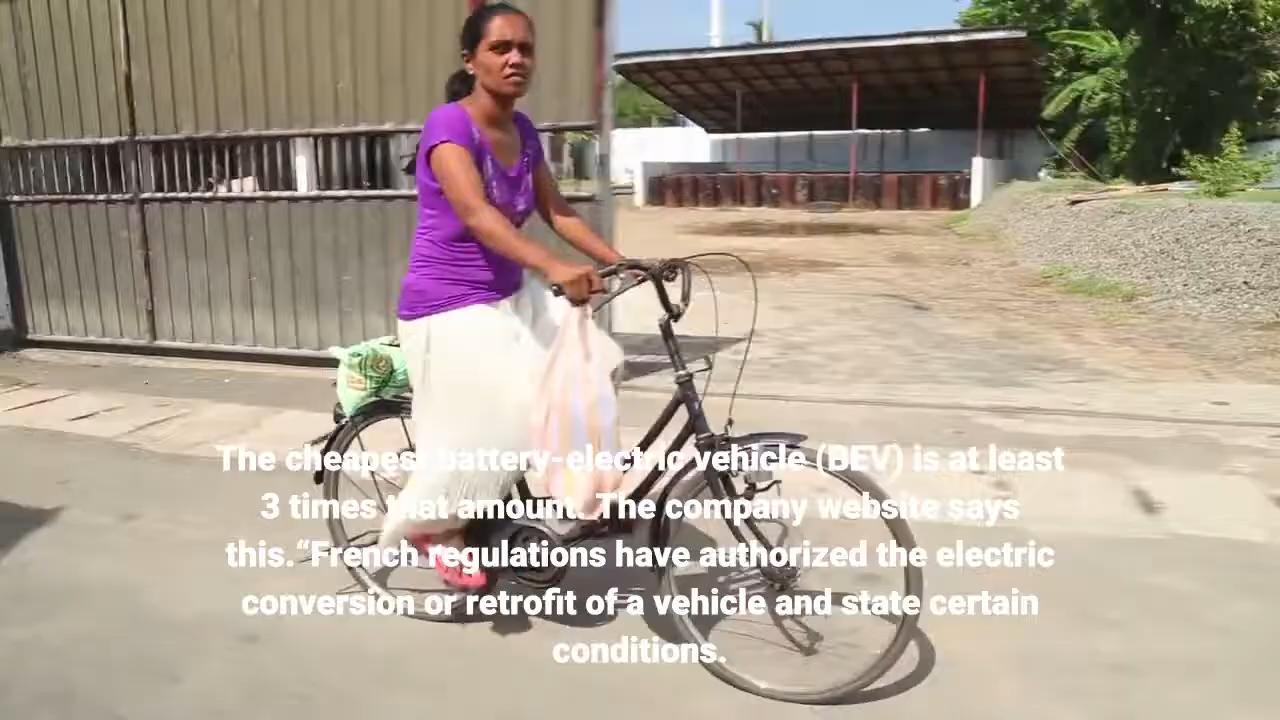 The cheapest battery-electric vehicle (BEV) is at least
3 times that amount. The company website says
this.“French regulations have authorized the electric
conversion or retrofit of a vehicle and state certain
conditions.